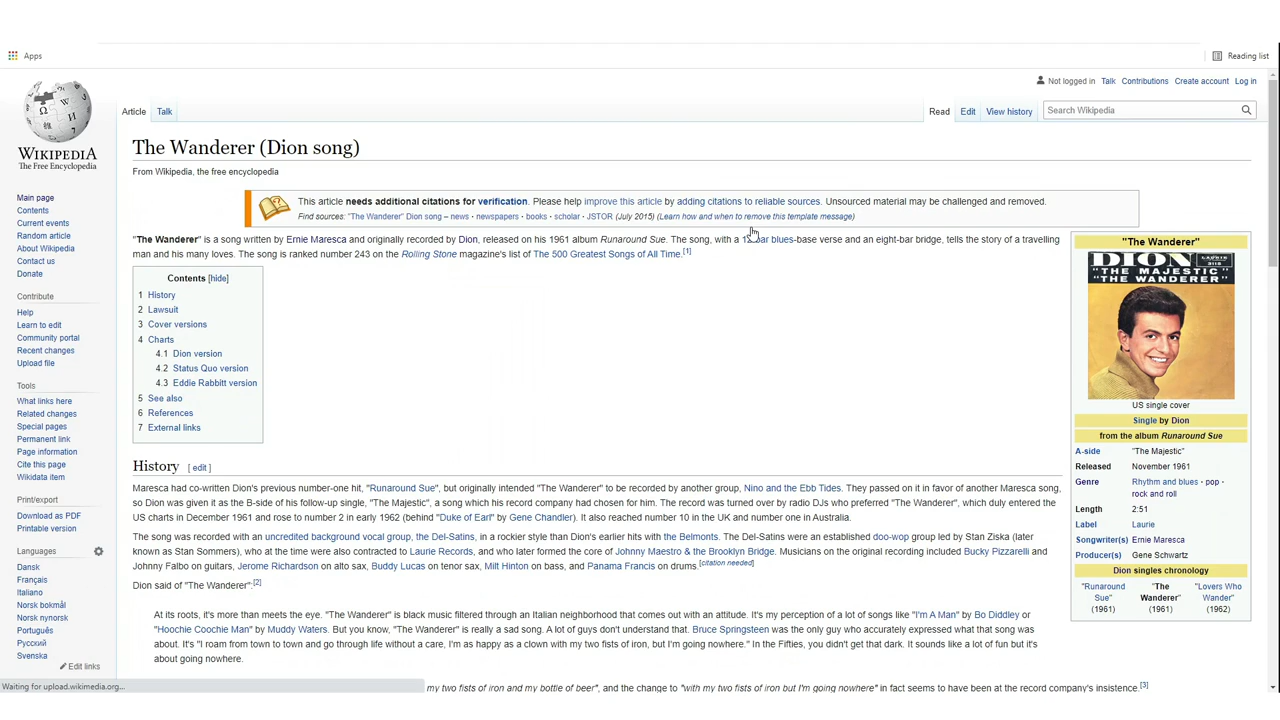 Apps
Reading list
Not logged in Talk Contributions Create account Log in
Article Talk
Read Edit View history Search Wikipedia
WIKIPEDIA
The Free Encyclopedia
Main page
Contents
Current events
Random article
About Wikipedia
Contact us
Donate
Contribute
Help
Learn to edit
Community portal
Recent changes
Upload file
Tools
What links here
Related changes
Special pages
Permanent link
Page information
Cite this page
Wikidata item
Print/export
Download as PDF
Printable version
Languages
Dansk
Français
Italiano
Norsk bokmål
Norsk nynorsk
Português
Русский
Svenska
Edit links
The Wanderer (Dion song)
From Wikipedia, the free encyclopedia
This article needs additional citations for verification. Please help improve this article by adding citations to reliable sources. Unsourced material may be challenged and removed.
Find sources: "The Wanderer" Dion song – news · newspapers · books · scholar · JSTOR (July 2015) (Learn how and when to remove this template message)
"The Wanderer" is a song written by Ernie Maresca and originally recorded by Dion, released on his 1961 album Runaround Sue. The song, with a 12-bar blues-base verse and an eight-bar bridge, tells the story of a travelling
man and his many loves. The song is ranked number 243 on the Rolling Stone magazine's list of The 500 Greatest Songs of All Time.[1]
Contents [hide]
1 History
2 Lawsuit
3 Cover versions
4 Charts
4.1 Dion version
4.2 Status Quo version
4.3 Eddie Rabbitt version
5 See also
6 References
7 External links
"The Wanderer"
DION LAURIE 3115
"THE MAJESTIC"
"THE WANDERER"
US single cover
Single by Dion
from the album Runaround Sue
A-side "The Majestic"
Released November 1961
Genre Rhythm and blues · pop ·
rock and roll
Length 2:51
Label Laurie
Songwriter(s) Ernie Maresca
Producer(s) Gene Schwartz
Dion singles chronology
"Runaround "The "Lovers Who
Sue" Wanderer" Wander"
(1961) (1961) (1962)
History [ edit ]
Maresca had co-written Dion's previous number-one hit, "Runaround Sue", but originally intended "The Wanderer" to be recorded by another group, Nino and the Ebb Tides. They passed on it in favor of another Maresca song,
so Dion was given it as the B-side of his follow-up single, "The Majestic", a song which his record company had chosen for him. The record was turned over by radio DJs who preferred "The Wanderer", which duly entered the
US charts in December 1961 and rose to number 2 in early 1962 (behind "Duke of Earl" by Gene Chandler). It also reached number 10 in the UK and number one in Australia.
The song was recorded with an uncredited background vocal group, the Del-Satins, in a rockier style than Dion's earlier hits with the Belmonts. The Del-Satins were an established doo-wop group led by Stan Ziska (later
known as Stan Sommers), who at the time were also contracted to Laurie Records, and who later formed the core of Johnny Maestro & the Brooklyn Bridge. Musicians on the original recording included Bucky Pizzarelli and
Johnny Falbo on guitars, Jerome Richardson on alto sax, Buddy Lucas on tenor sax, Milt Hinton on bass, and Panama Francis on drums.[citation needed]
Dion said of "The Wanderer":[2]
At its roots, it's more than meets the eye. "The Wanderer" is black music filtered through an Italian neighborhood that comes out with an attitude. It's my perception of a lot of songs like "I'm A Man" by Bo Diddley or
"Hoochie Coochie Man" by Muddy Waters. But you know, "The Wanderer" is really a sad song. A lot of guys don't understand that. Bruce Springsteen was the only guy who accurately expressed what that song was
about. It's "I roam from town to town and go through life without a care, I'm as happy as a clown with my two fists of iron, but I'm going nowhere." In the Fifties, you didn't get that dark. It sounds like a lot of fun but it's
about going nowhere.
my two fists of iron and my bottle of beer", and the change to "with my two fists of iron but I'm going nowhere" in fact seems to have been at the record company's insistence.[3]
Waiting for upload.wikimedia.org...